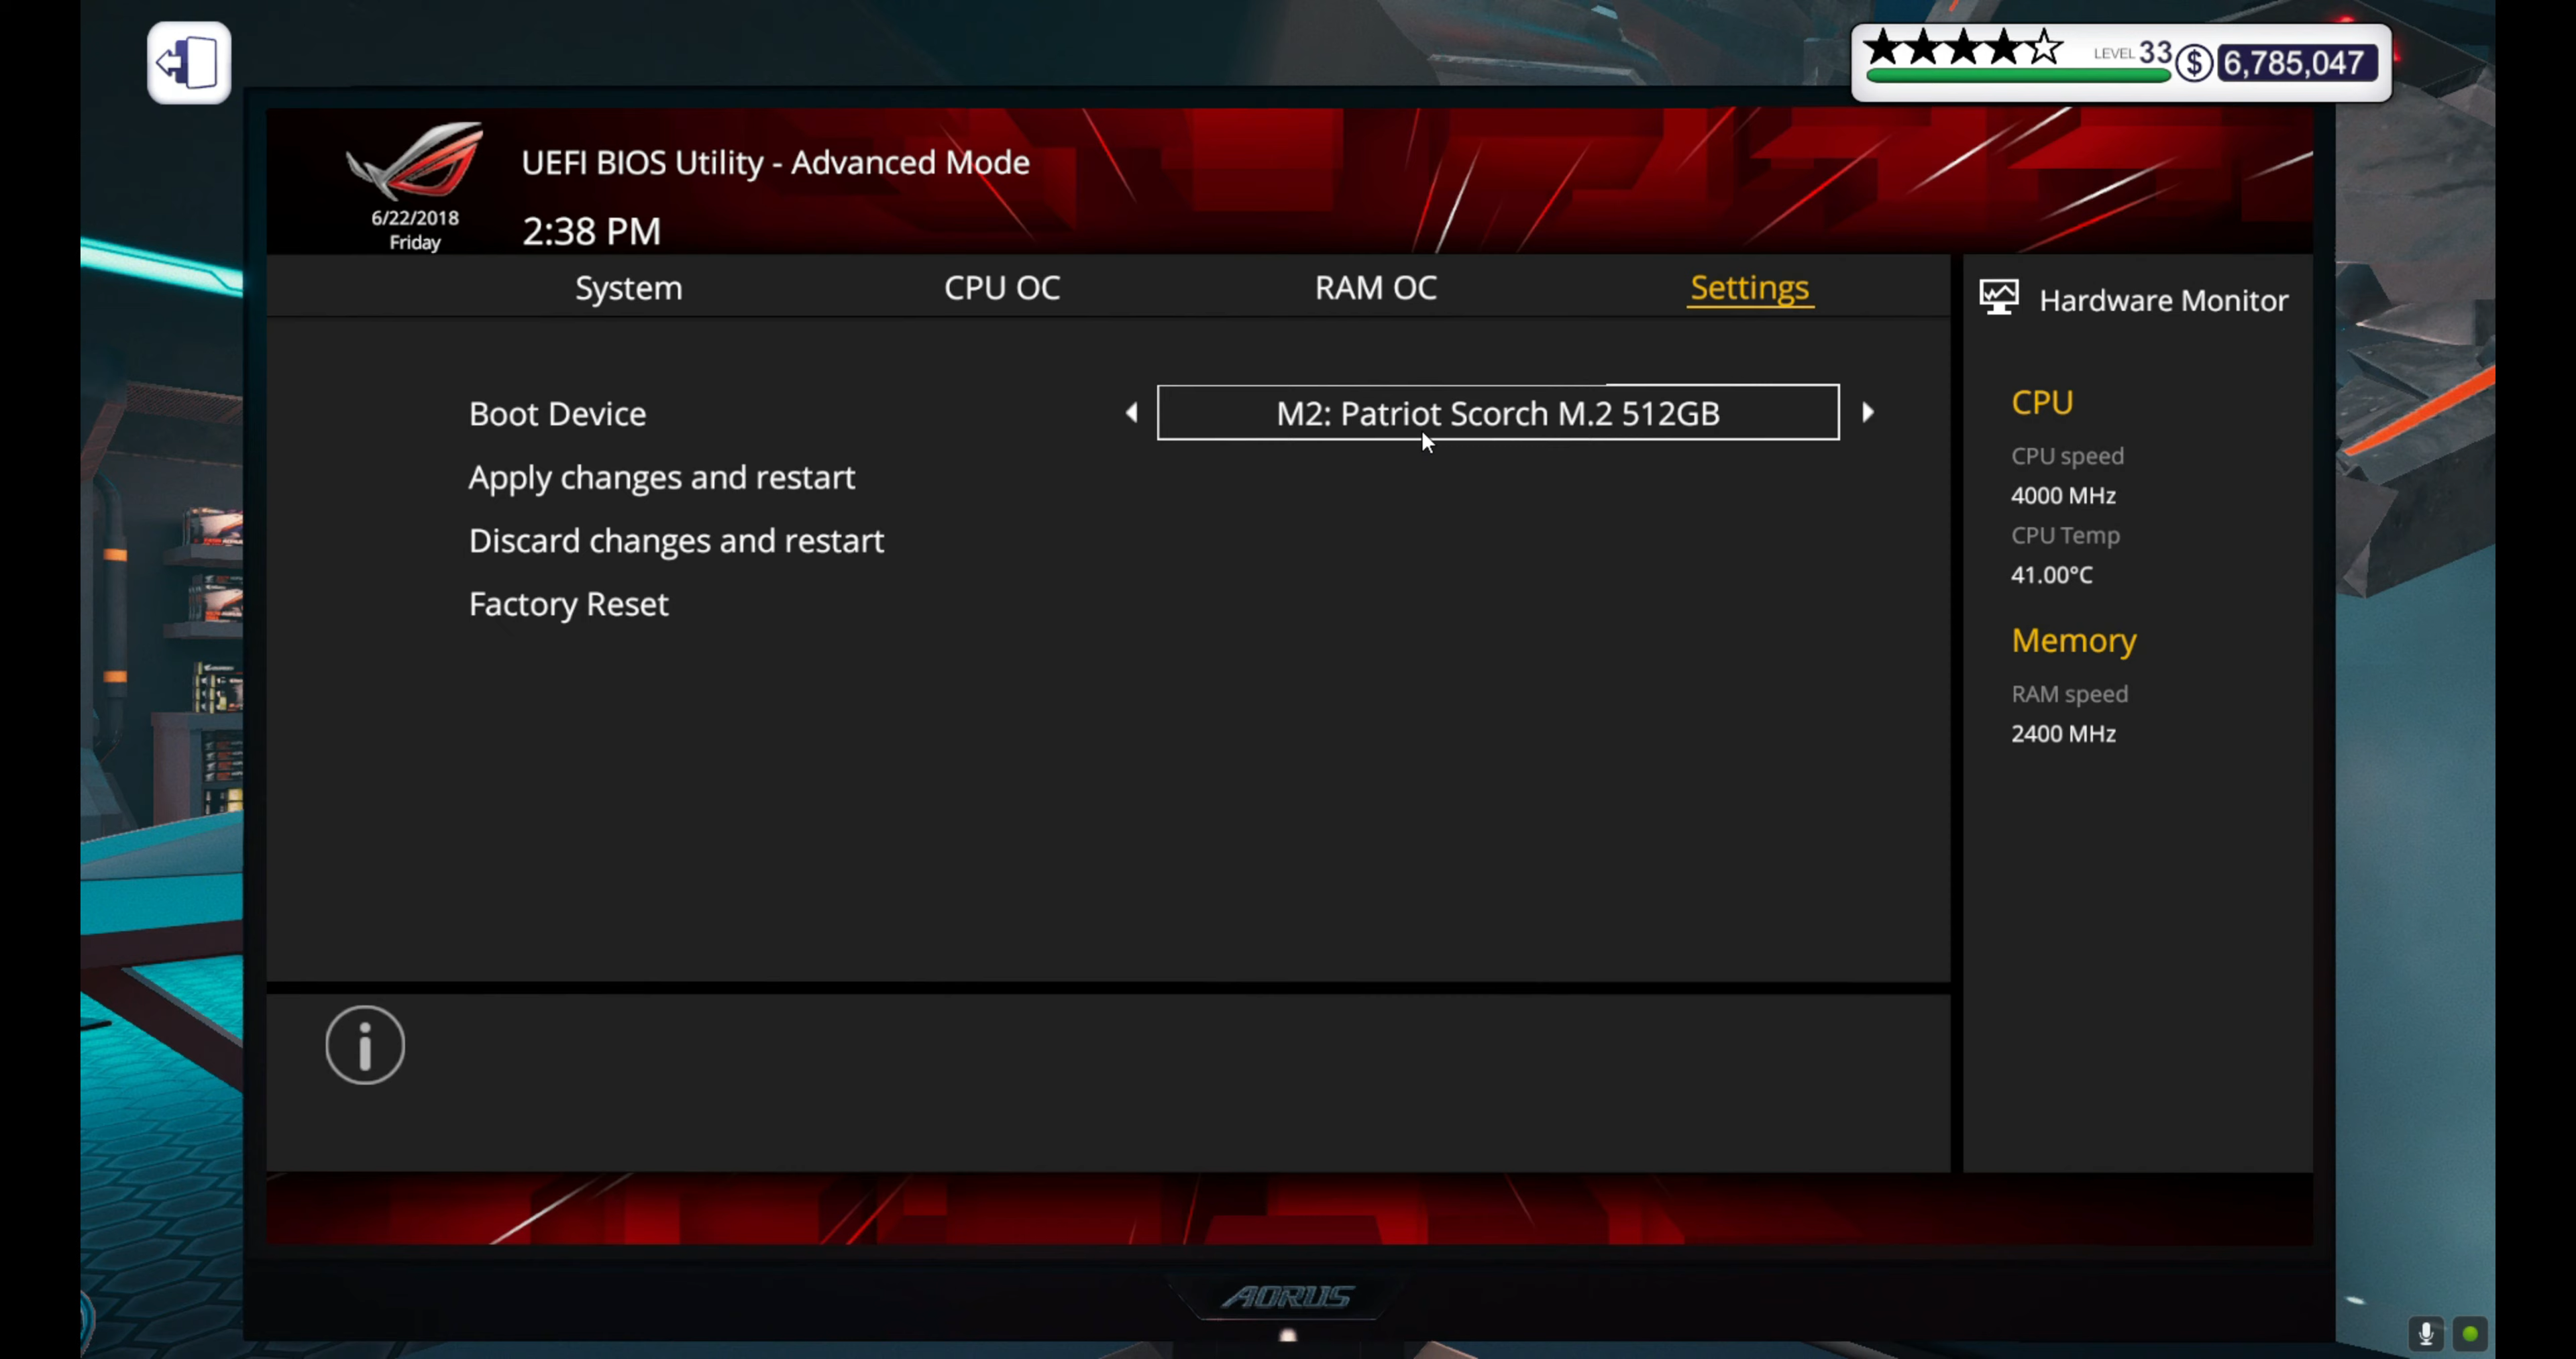 LEVEL 33 $ 6,785,047
UEFI BIOS Utility - Advanced Mode
6/22/2018
Friday
2:38 PM
System CPU OC RAM OC Settings
Boot Device M2: Patriot Scorch M.2 512GB
Apply changes and restart
Discard changes and restart
Factory Reset
Hardware Monitor
CPU
CPU speed
4000 MHz
CPU Temp
41.00°C
Memory
RAM speed
2400 MHz
AORUS